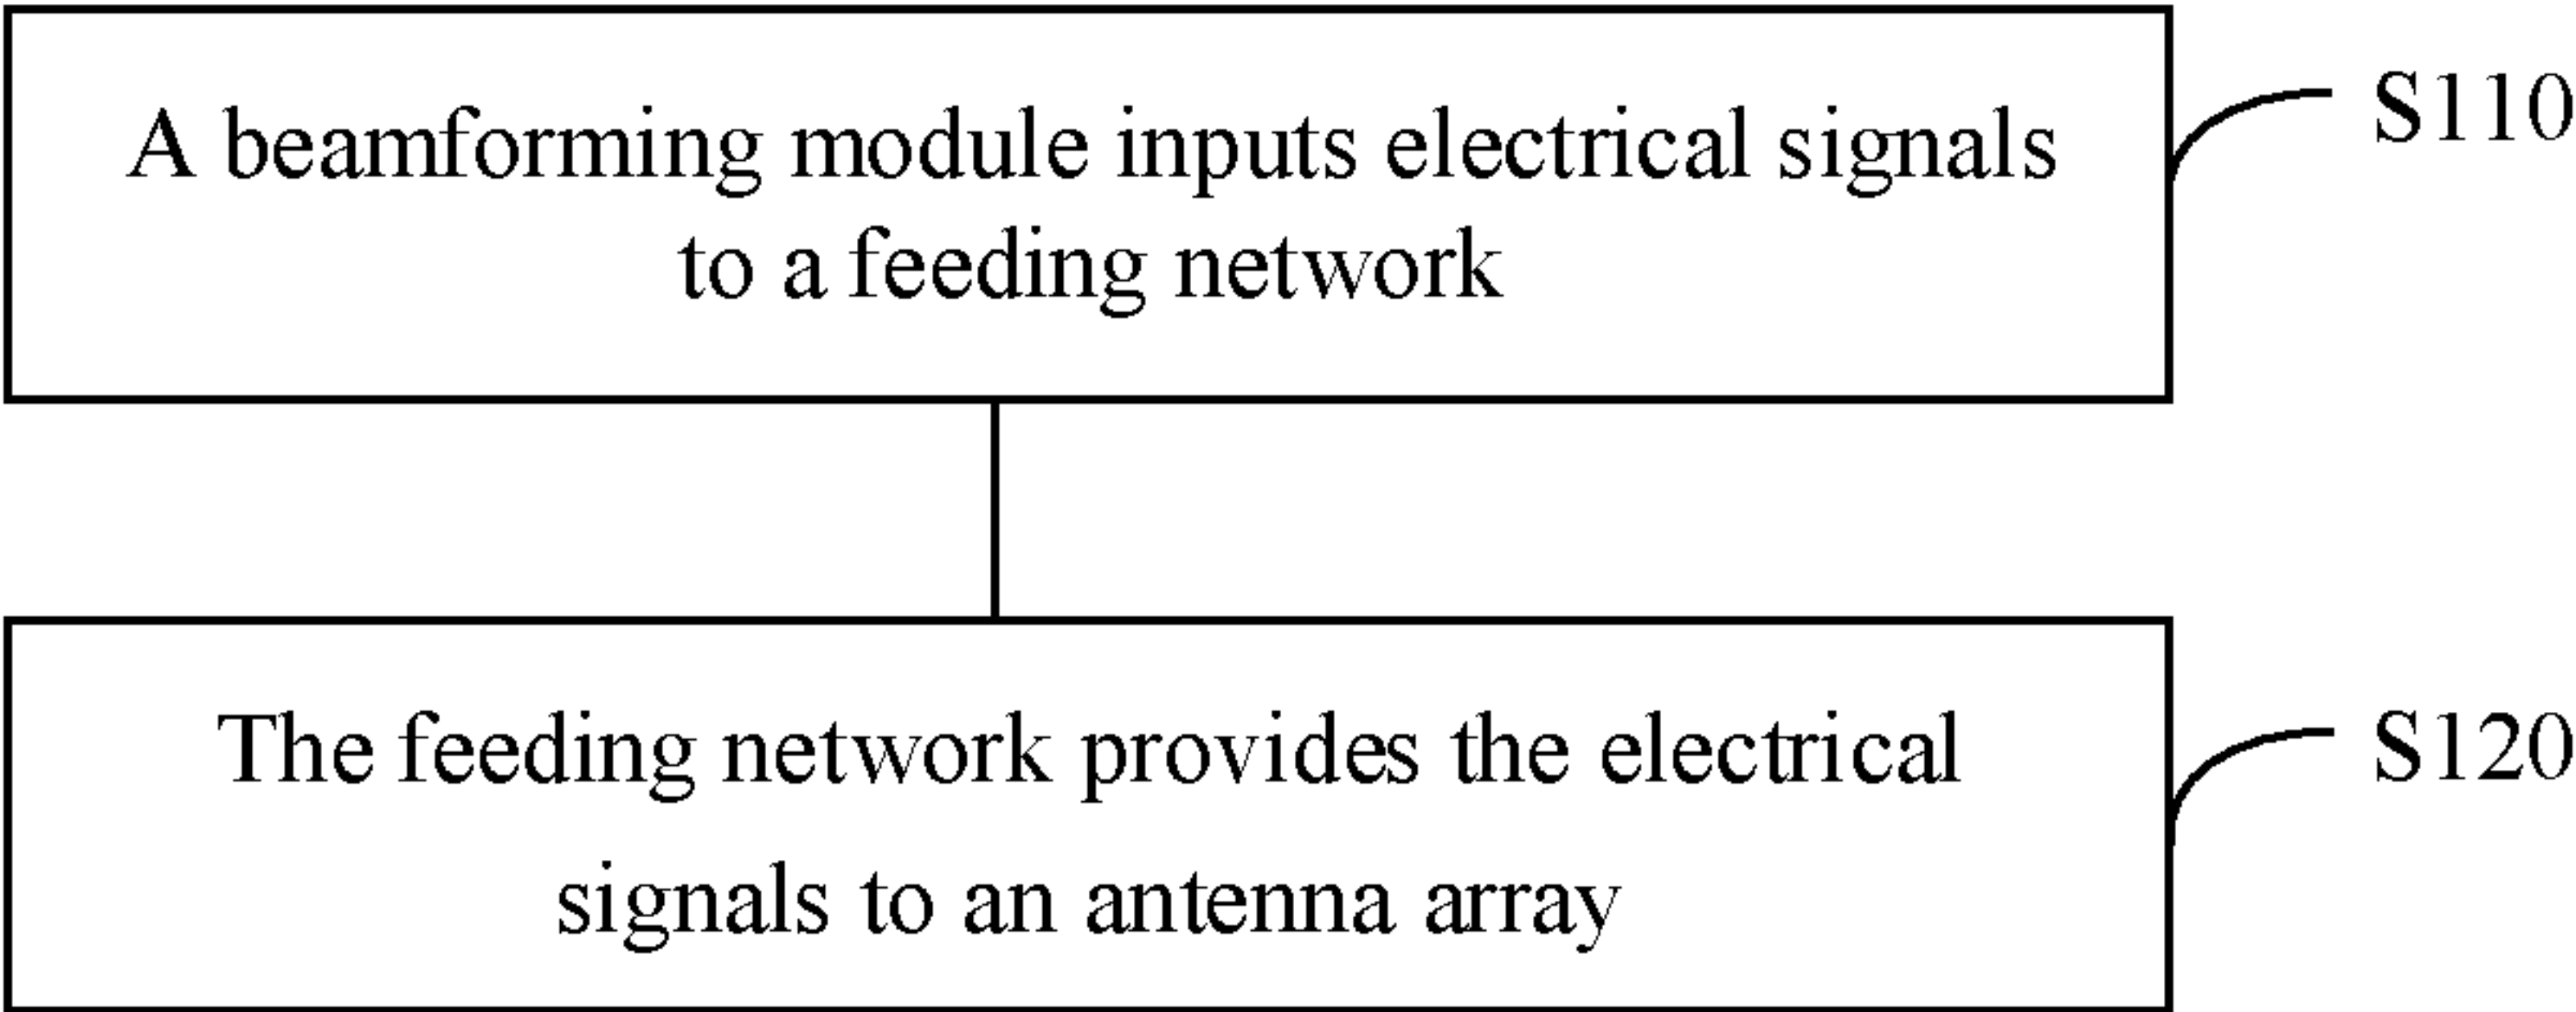 A beamforming module inputs electrical signals
to a feeding network
S110
The feeding network provides the electrical
signals to an antenna array
S120